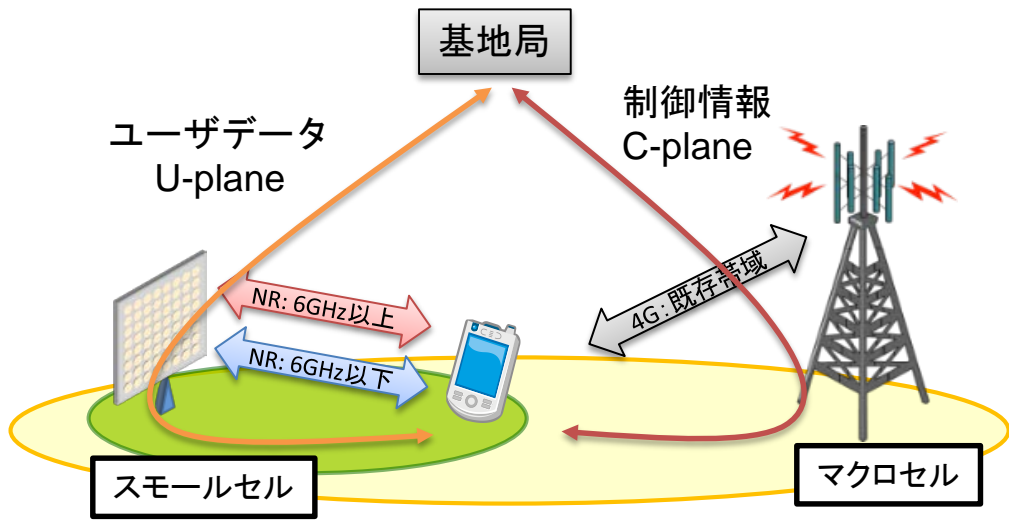 基地局
ユーザデータ
U-plane
制御情報
C-plane
NR: 6GHz以上
NR: 6GHz以下
4G:既存帯域
スモールセル
マクロセル